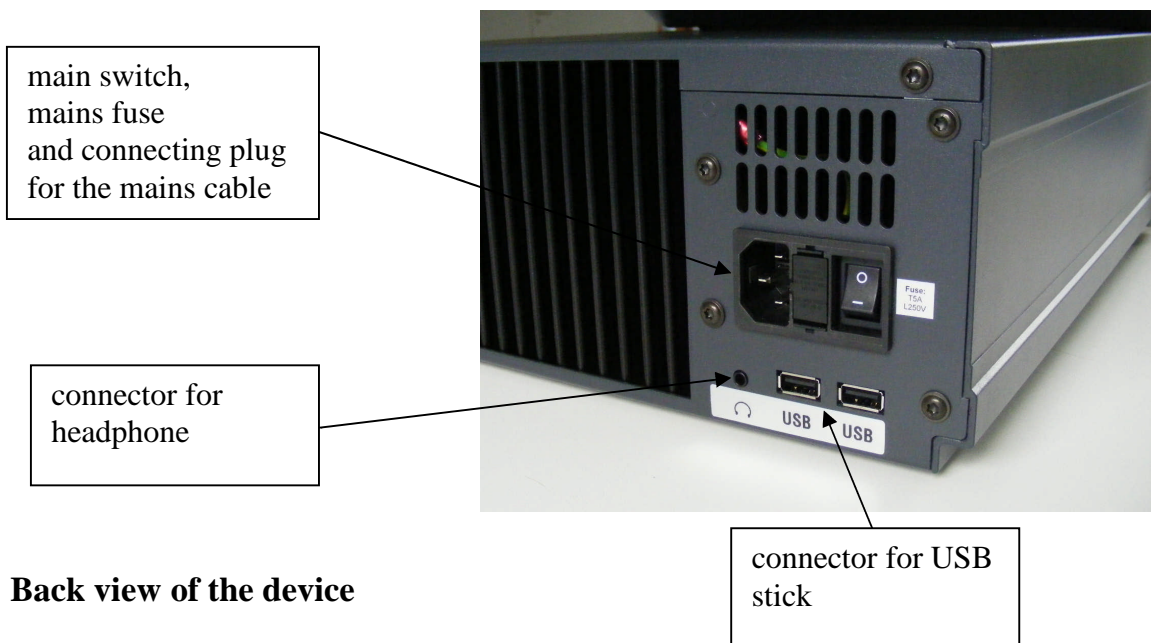 main switch,
mains fuse
and connecting plug
for the mains cable
Fuse:
T5A
L250V
connector for
headphone
USB
USB
connector for USB
stick
Back view of the device